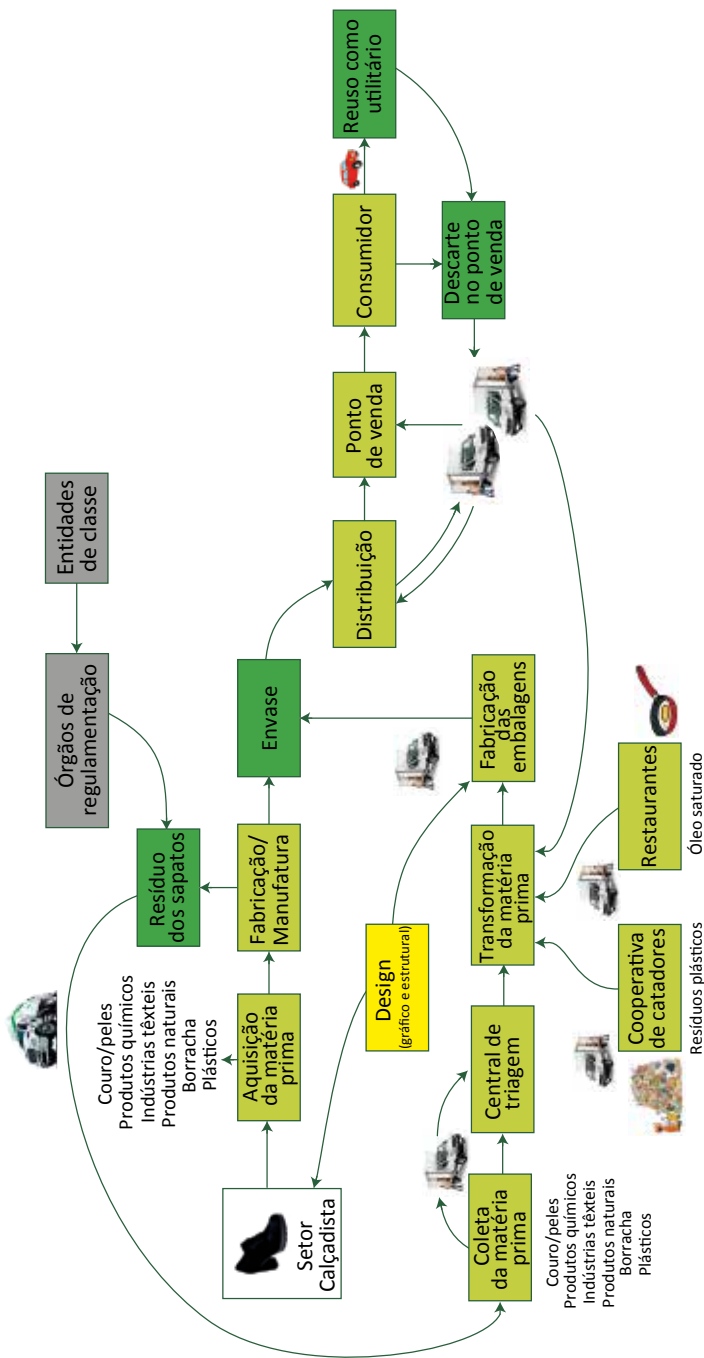 Entidades
de classe
Órgãos de
regulamentação
Resíduo
dos sapatos
Couro/peles
Produtos químicos
Indústrias têxteis
Produtos naturais
Borracha
Plásticos
Setor
Calçadista
Aquisição
da matéria
prima
Fabricação/
Manufatura
Envase
Distribuição
Ponto
de venda
Consumidor
Reuso como
utilitário
Descarte
no ponto
de venda
Design
(gráfico e estrutural)
Coleta
da matéria
prima
Couro/peles
Produtos químicos
Indústrias têxteis
Produtos naturais
Borracha
Plásticos
Central de
triagem
Transformação
da matéria
prima
Fabricação
das
embalagens
Cooperativa
de catadores
Resíduos plásticos
Restaurantes
Óleo saturado